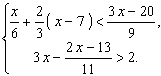 x/6 + 2/3 (x − 7) < (3x − 20)/9,
3x − (2x − 13)/11 > 2.